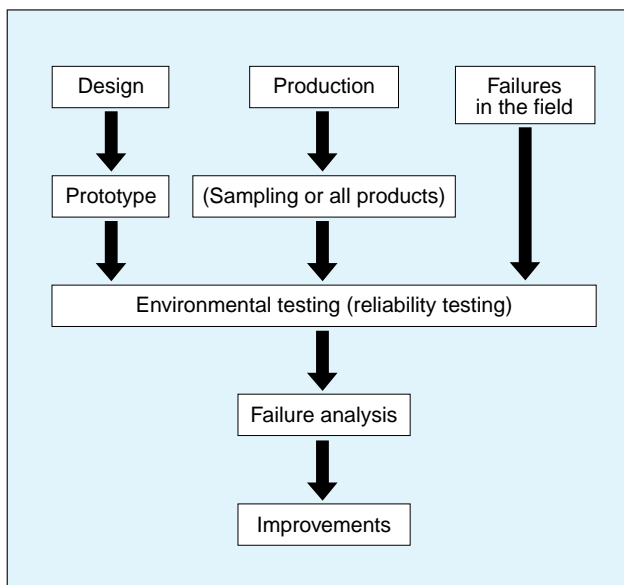 Design
Production
Failures
in the field
Prototype
(Sampling or all products)
Environmental testing (reliability testing)
Failure analysis
Improvements